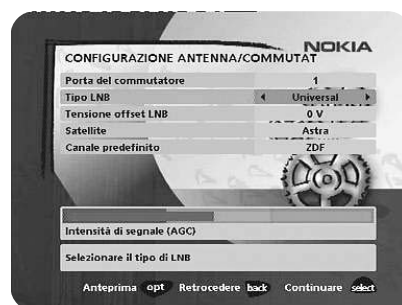 NOKIA
CONFIGURAZIONE ANTENNA/COMMUTAT
Porta del commutatore 1
Tipo LNB Universal
Tensione offset LNB 0 V
Satellite Astra
Canale predefinito ZDF
Intensità di segnale (AGC)
Selezionare il tipo di LNB
Anteprima opt Retrocedere back Continuare select